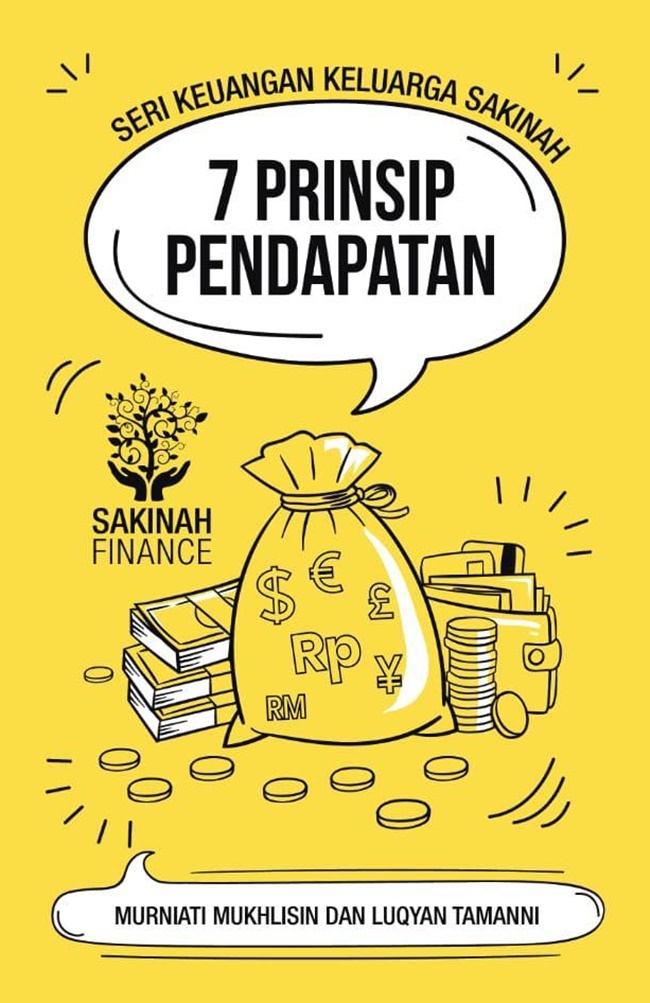 SERI KEUANGAN KELUARGA SAKINAH
7 PRINSIP
PENDAPATAN
SAKINAH
FINANCE
$ € £
Rp ¥
RM
MURNIATI MUKHLISIN DAN LUQYAN TAMANNI